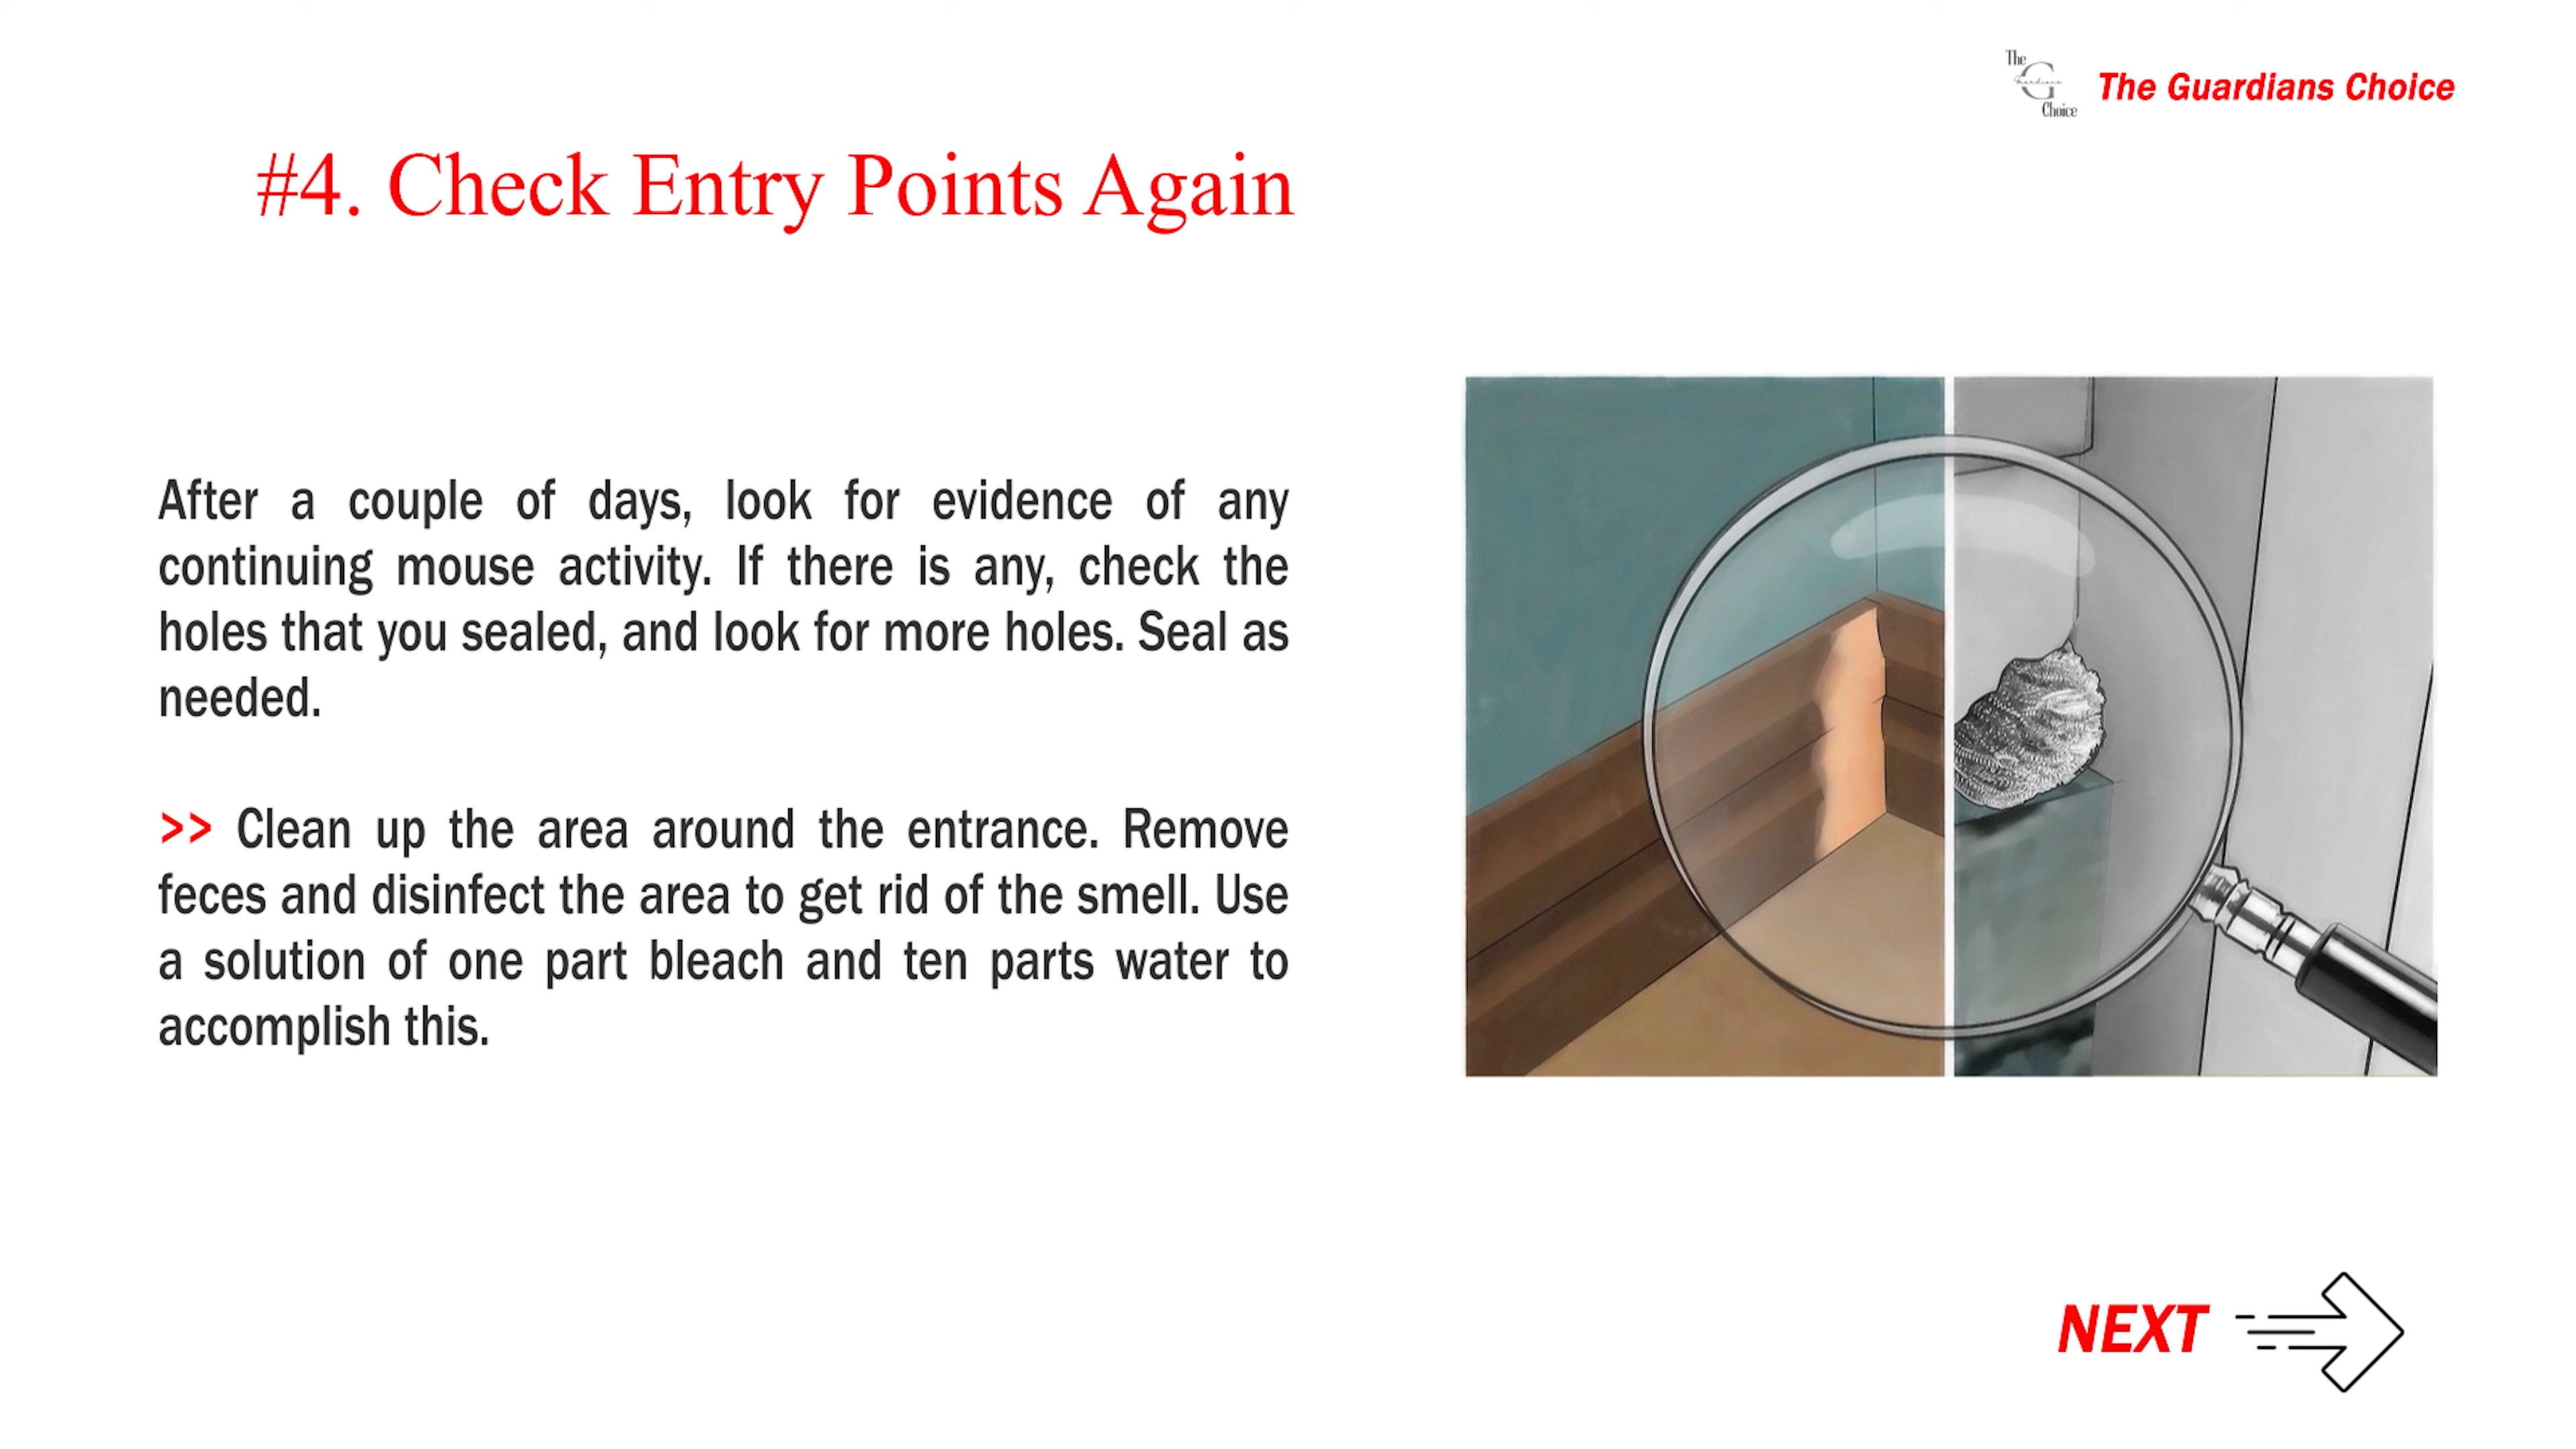 The
Guardians
G
Choice
The Guardians Choice
#4. Check Entry Points Again
After a couple of days, look for evidence of any
continuing mouse activity. If there is any, check the
holes that you sealed, and look for more holes. Seal as
needed.
>> Clean up the area around the entrance. Remove
feces and disinfect the area to get rid of the smell. Use
a solution of one part bleach and ten parts water to
accomplish this.
NEXT